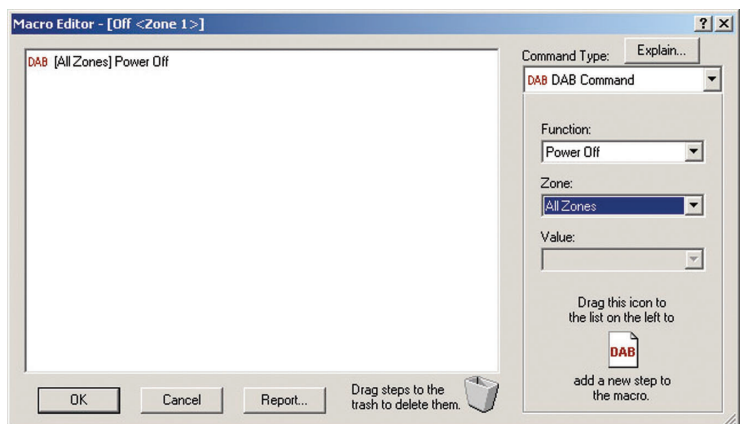 Macro Editor - [Off <Zone 1>]
DAB [All Zones] Power Off
Command Type:
Explain...
DAB DAB Command
Function:
Power Off
Zone:
All Zones
Value:
Drag this icon to
the list on the left to
DAB
add a new step to
the macro.
OK
Cancel
Report...
Drag steps to the
trash to delete them.